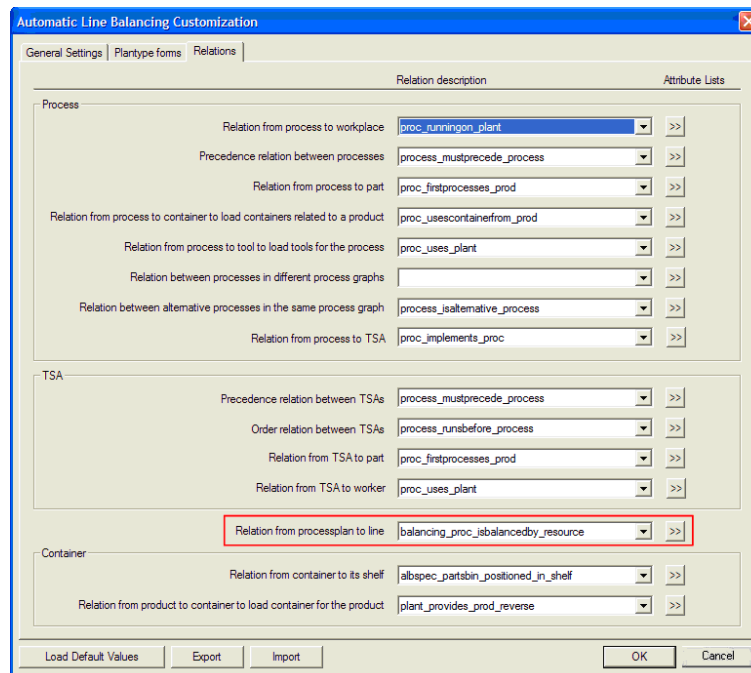 Automatic Line Balancing Customization
General Settings Plantype forms Relations
Relation description Attribute Lists
Process
Relation from process to workplace proc_runningon_plant >>
Precedence relation between processes process_mustprecede_process >>
Relation from process to part proc_firstprocesses_prod >>
Relation from process to container to load containers related to a product proc_usescontainerfrom_prod >>
Relation from process to tool to load tools for the process proc_uses_plant >>
Relation between processes in different process graphs >>
Relation between alternative processes in the same process graph process_isalternative_process >>
Relation from process to TSA proc_implements_proc >>
TSA
Precedence relation between TSAs process_mustprecede_process >>
Order relation between TSAs process_runsbefore_process >>
Relation from TSA to part proc_firstprocesses_prod >>
Relation from TSA to worker proc_uses_plant >>
Relation from processplan to line balancing_proc_isbalancedby_resource >>
Container
Relation from container to its shelf albspec_partsbin_positioned_in_shelf >>
Relation from product to container to load container for the product plant_provides_prod_reverse >>
Load Default Values Export Import OK Cancel